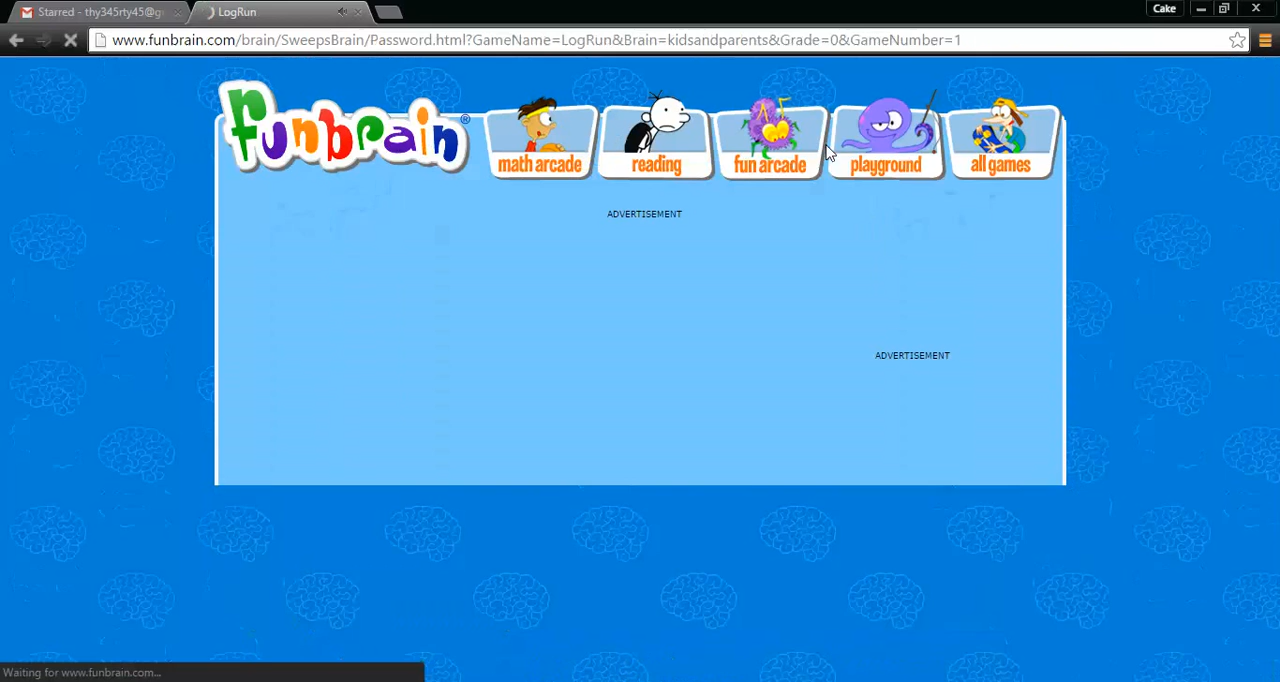 Starred - thy345rty45@g
LogRun
Cake
www.funbrain.com/brain/SweepsBrain/Password.html?GameName=LogRun&Brain=kidsandparents&Grade=0&GameNumber=1
funbrain®
math arcade
reading
fun arcade
playground
all games
ADVERTISEMENT
ADVERTISEMENT
Waiting for www.funbrain.com...